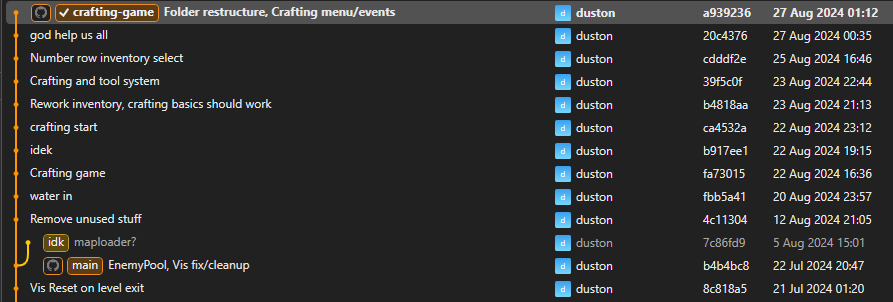 crafting-game Folder restructure, Crafting menu/events d duston a939236 27 Aug 2024 01:12
god help us all d duston 20c4376 27 Aug 2024 00:35
Number row inventory select d duston cdddf2e 25 Aug 2024 16:46
Crafting and tool system d duston 39f5c0f 23 Aug 2024 22:44
Rework inventory, crafting basics should work d duston b4818aa 23 Aug 2024 21:13
crafting start d duston ca4532a 22 Aug 2024 23:12
idek d duston b917ee1 22 Aug 2024 19:15
Crafting game d duston fa73015 22 Aug 2024 16:36
water in d duston fbb5a41 20 Aug 2024 23:57
Remove unused stuff d duston 4c11304 12 Aug 2024 21:05
idk maploader? d duston 7c86fd9 5 Aug 2024 15:01
main EnemyPool, Vis fix/cleanup d duston b4b4bc8 22 Jul 2024 20:47
Vis Reset on level exit d duston 8c818a5 21 Jul 2024 01:20